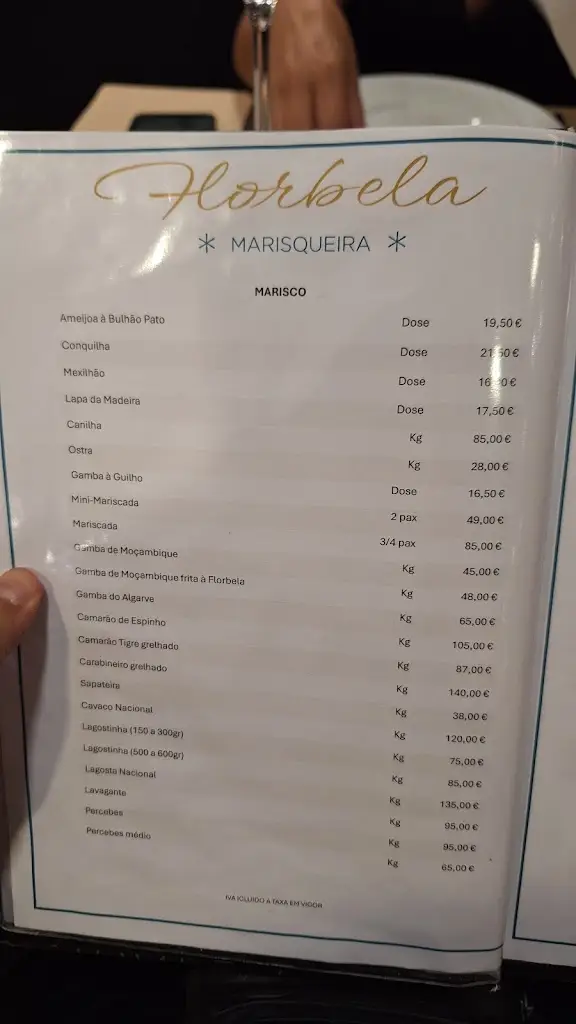 Florbela
* MARISQUEIRA *
MARISCO
Ameijoa à Bulhão Pato Dose 19,50 €
Conquilha Dose 21,50 €
Mexilhão Dose
Lapa da Madeira Dose 17,50 €
Canilha Kg 85,00 €
Ostra Kg 28,00 €
Gamba à Guilho Dose 16,50 €
Mini-Mariscada 2 pax 49,00 €
Mariscada 3/4 pax 85,00 €
Gamba de Moçambique Kg 45,00 €
Gamba de Moçambique frita à Florbela Kg 48,00 €
Gamba do Algarve Kg 65,00 €
Camarão de Espinho Kg 105,00 €
Camarão Tigre grelhado Kg 87,00 €
Carabineiro grelhado Kg 140,00 €
Sapateira Kg 38,00 €
Cavaco Nacional Kg 120,00 €
Lagostinha (150 a 300gr) Kg 75,00 €
Lagostinha (500 a 600gr) Kg 85,00 €
Lagosta Nacional Kg 135,00 €
Lavagante Kg 95,00 €
Percebes Kg 95,00 €
Percebes médio Kg 65,00 €
IVA ICLUIDO À TAXA EM VIGOR